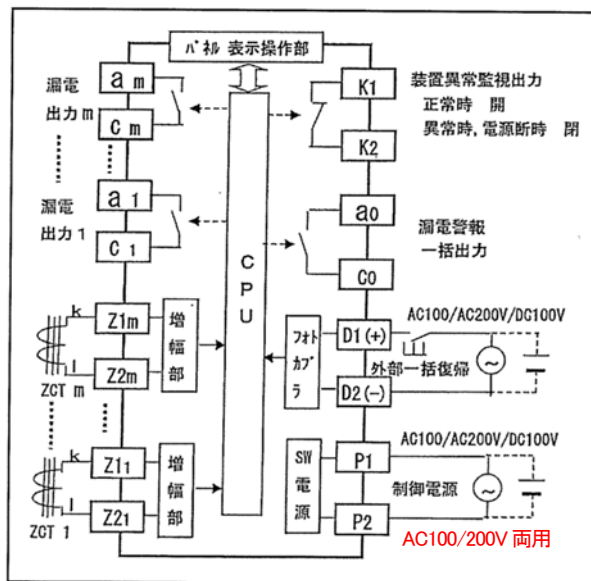 パネル 表示操作部
漏電
出力 m
am
Cm
漏電
出力 1
a1
C1
k
l
ZCT m
Z1m
Z2m
増幅部
k
l
ZCT 1
Z11
Z21
増幅部
CPU
K1
K2
装置異常監視出力
正常時 開
異常時,電源断時 閉
a0
C0
漏電警報
一括出力
フォトカプラ
D1(+)
D2(−)
AC100/AC200V/DC100V
外部一括復帰
SW電源
P1
P2
AC100/AC200V/DC100V
制御電源
AC100/200V 両用